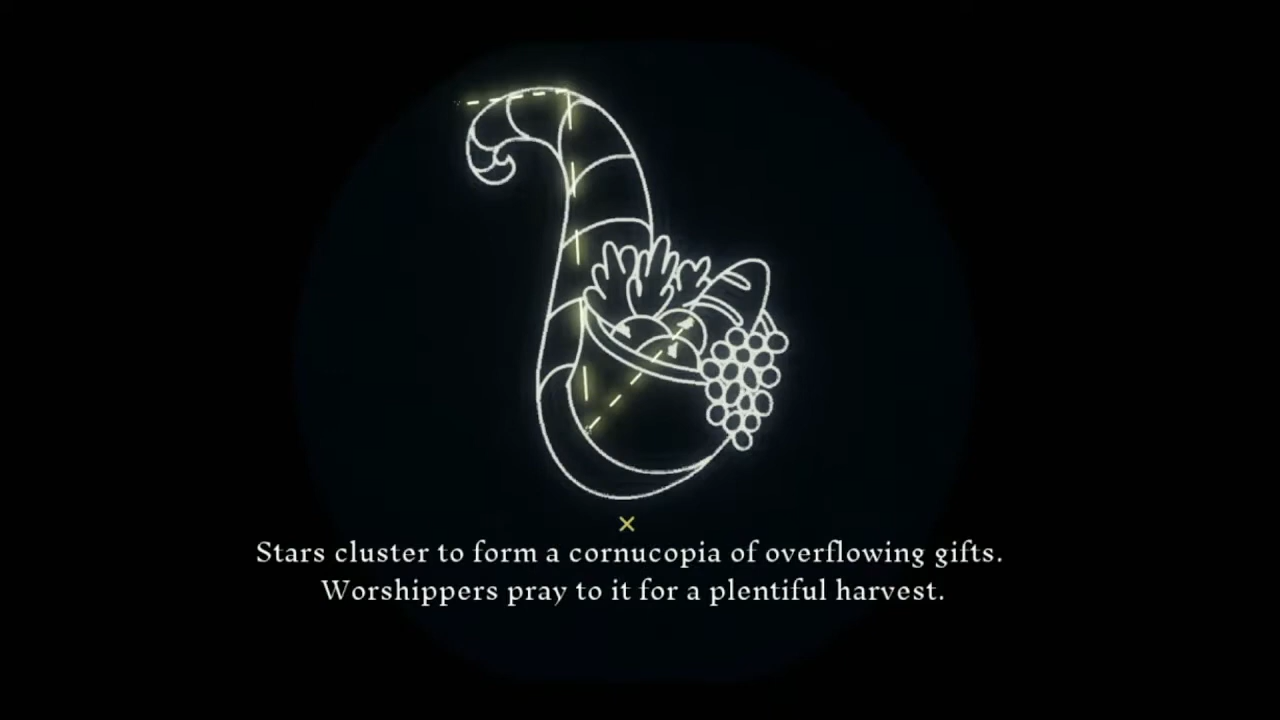 Stars cluster to form a cornucopia of overflowing gifts.
Worshippers pray to it for a plentiful harvest.